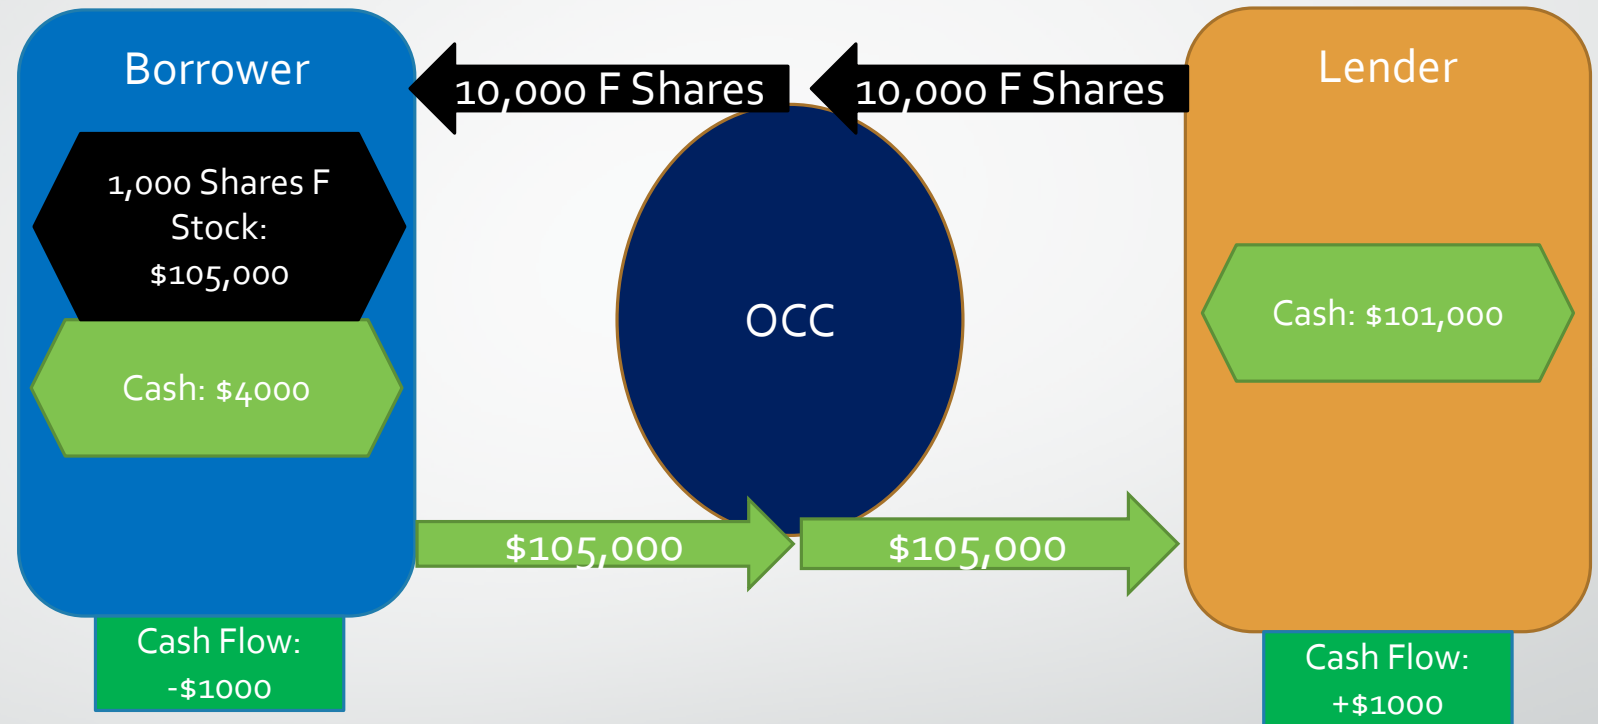 Borrower
10,000 F Shares
10,000 F Shares
Lender
1,000 Shares F
Stock:
$105,000
Cash: $4000
OCC
Cash: $101,000
$105,000
$105,000
Cash Flow:
-$1000
Cash Flow:
+$1000